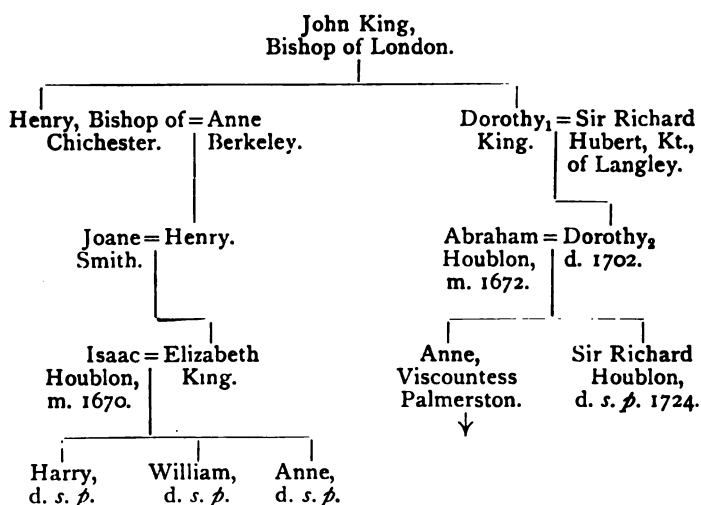 John King,
Bishop of London.
Henry, Bishop of = Anne
Chichester. Berkeley.
Dorothy₁ = Sir Richard
King. Hubert, Kt.,
of Langley.
Joane = Henry.
Smith.
Abraham = Dorothy₂
Houblon, d. 1702.
m. 1672.
Isaac = Elizabeth
Houblon, King.
m. 1670.
Anne,
Viscountess
Palmerston.
Sir Richard
Houblon,
d. s. p. 1724.
Harry,
d. s. p.
William,
d. s. p.
Anne,
d. s. p.